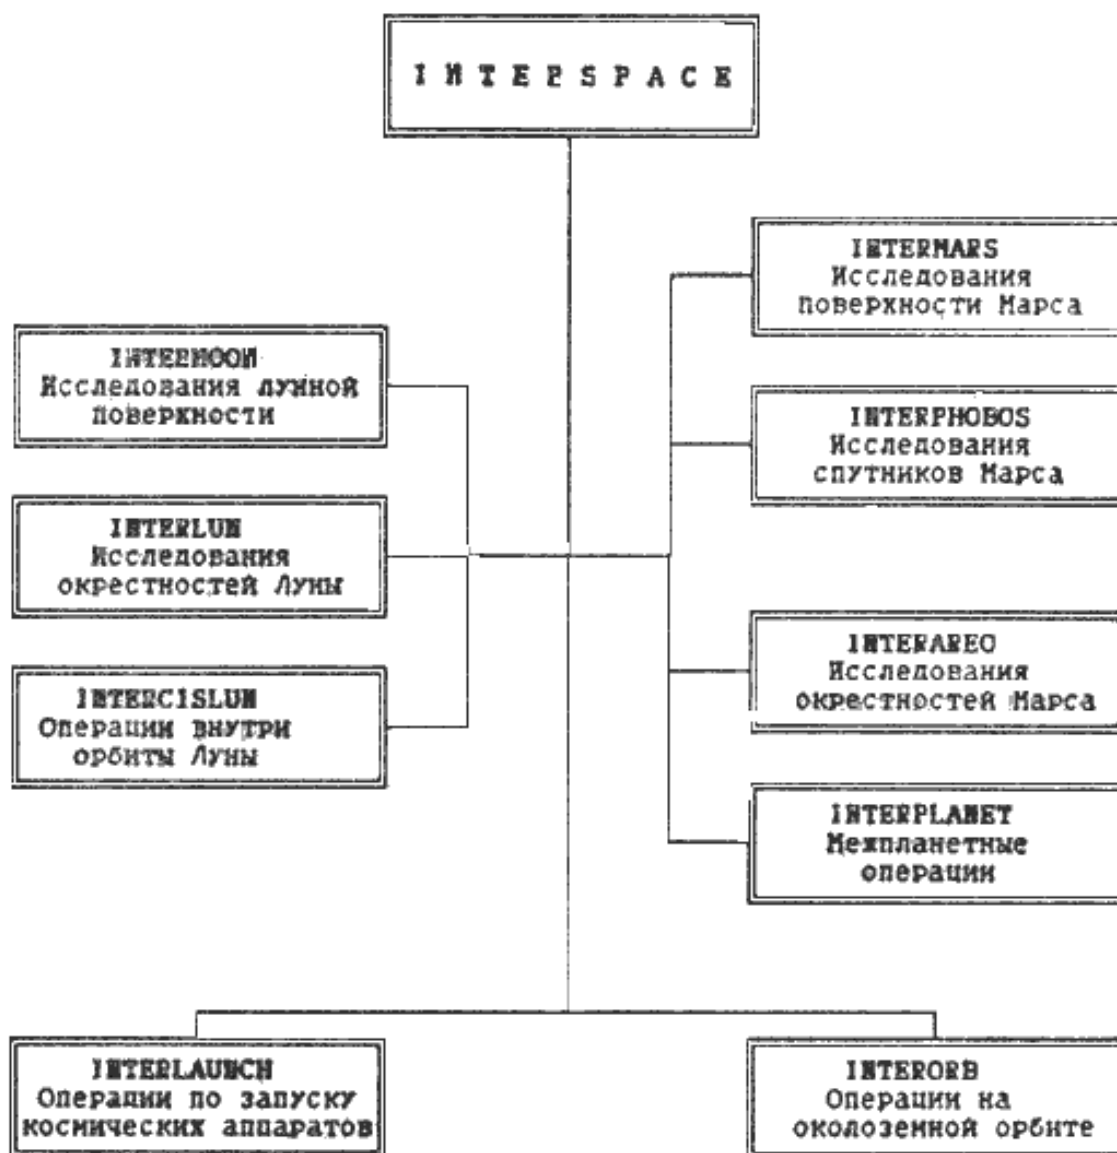 I N T E R S P A C E
INTERMARS
Исследования
поверхности Марса
INTERMOON
Исследования лунной
поверхности
INTERPHOBOS
Исследования
спутников Марса
INTERLUN
Исследования
окрестностей Луны
INTERAREO
Исследования
окрестностей Марса
INTERCISLUN
Операции внутри
орбиты Луны
INTERPLANET
Межпланетные
операции
INTERLAUNCH
Операции по запуску
космических аппаратов
INTERORB
Операции на
околоземной орбите